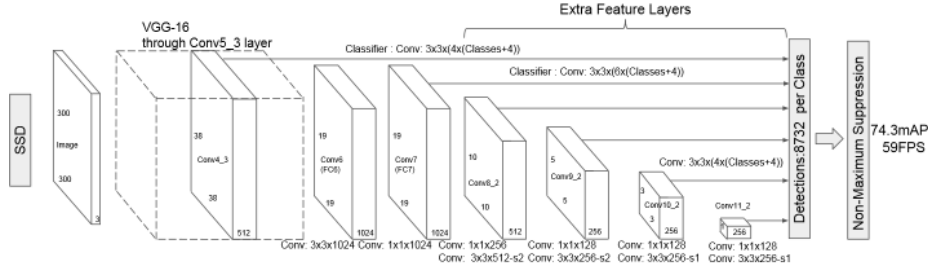 Extra Feature Layers
VGG-16
through Conv5_3 layer
Classifier : Conv: 3x3x(4x(Classes+4))
Classifier : Conv: 3x3x(6x(Classes+4))
SSD
300
Image
300
3
38
Conv4_3
38
512
19
Conv6
(FC6)
19
1024
19
Conv7
(FC7)
19
1024
10
Conv8_2
10
512
5
Conv9_2
5
256
Conv: 3x3x(4x(Classes+4))
3
Conv10_2
3
256
Conv11_2
256
Detections:8732 per Class
Non-Maximum Suppression
74.3mAP
59FPS
Conv: 3x3x1024
Conv: 1x1x1024
Conv: 1x1x256
Conv: 3x3x512-s2
Conv: 1x1x128
Conv: 3x3x256-s2
Conv: 1x1x128
Conv: 3x3x256-s1
Conv: 1x1x128
Conv: 3x3x256-s1